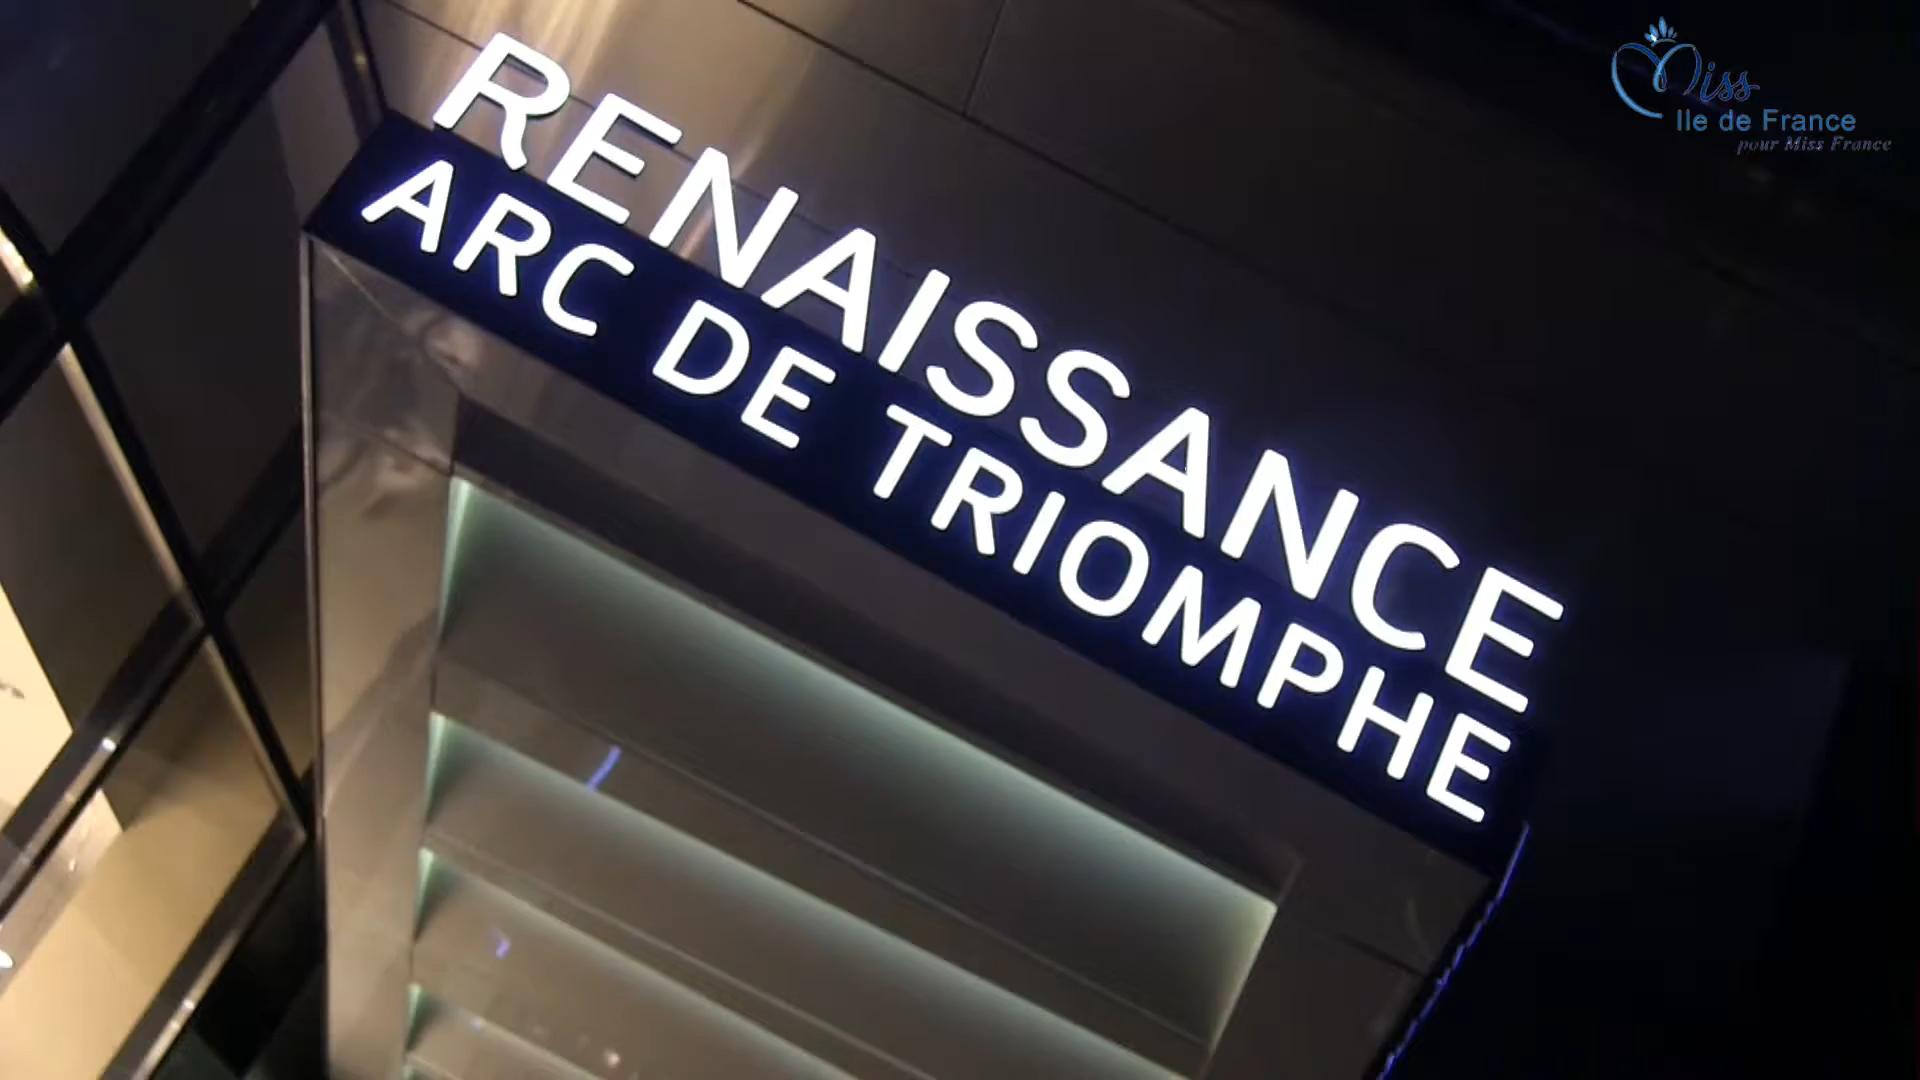 RENAISSANCE
ARC DE TRIOMPHE
Miss
Ile de France
pour Miss France